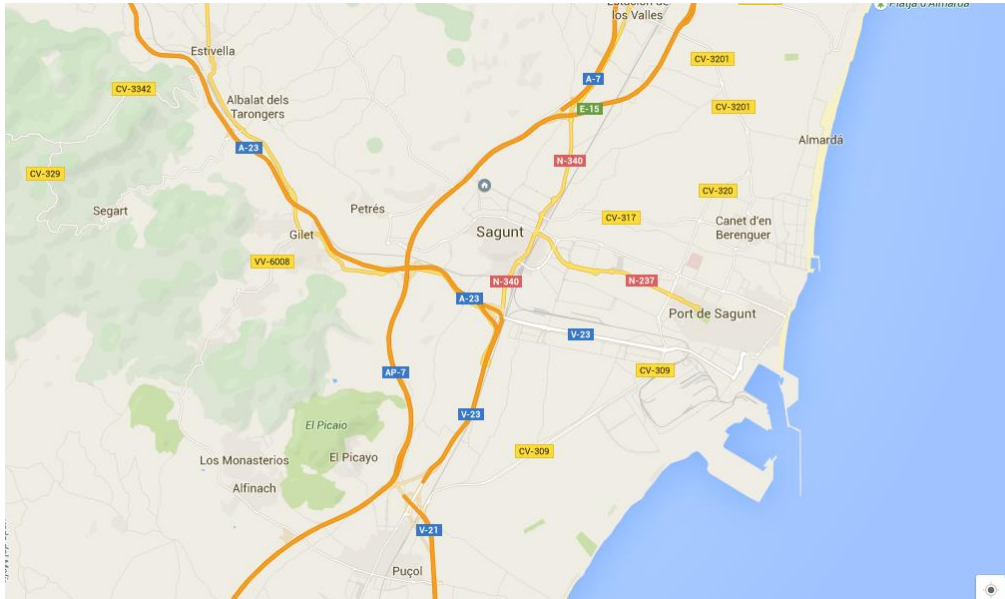 Platja d'Almarda
Estación de
los Valles
Estivella
CV-3201
A-7
CV-3342
Albalat dels
Tarongers
E-15
CV-3201
Almardá
A-23
N-340
CV-329
CV-320
Segart
Petrés
CV-317
Canet d'en
Berenguer
Gilet
Sagunt
VV-6008
N-340
N-237
A-23
Port de Sagunt
V-23
AP-7
CV-309
V-23
El Picaio
CV-309
Los Monasterios
El Picayo
Alfinach
V-21
Puçol